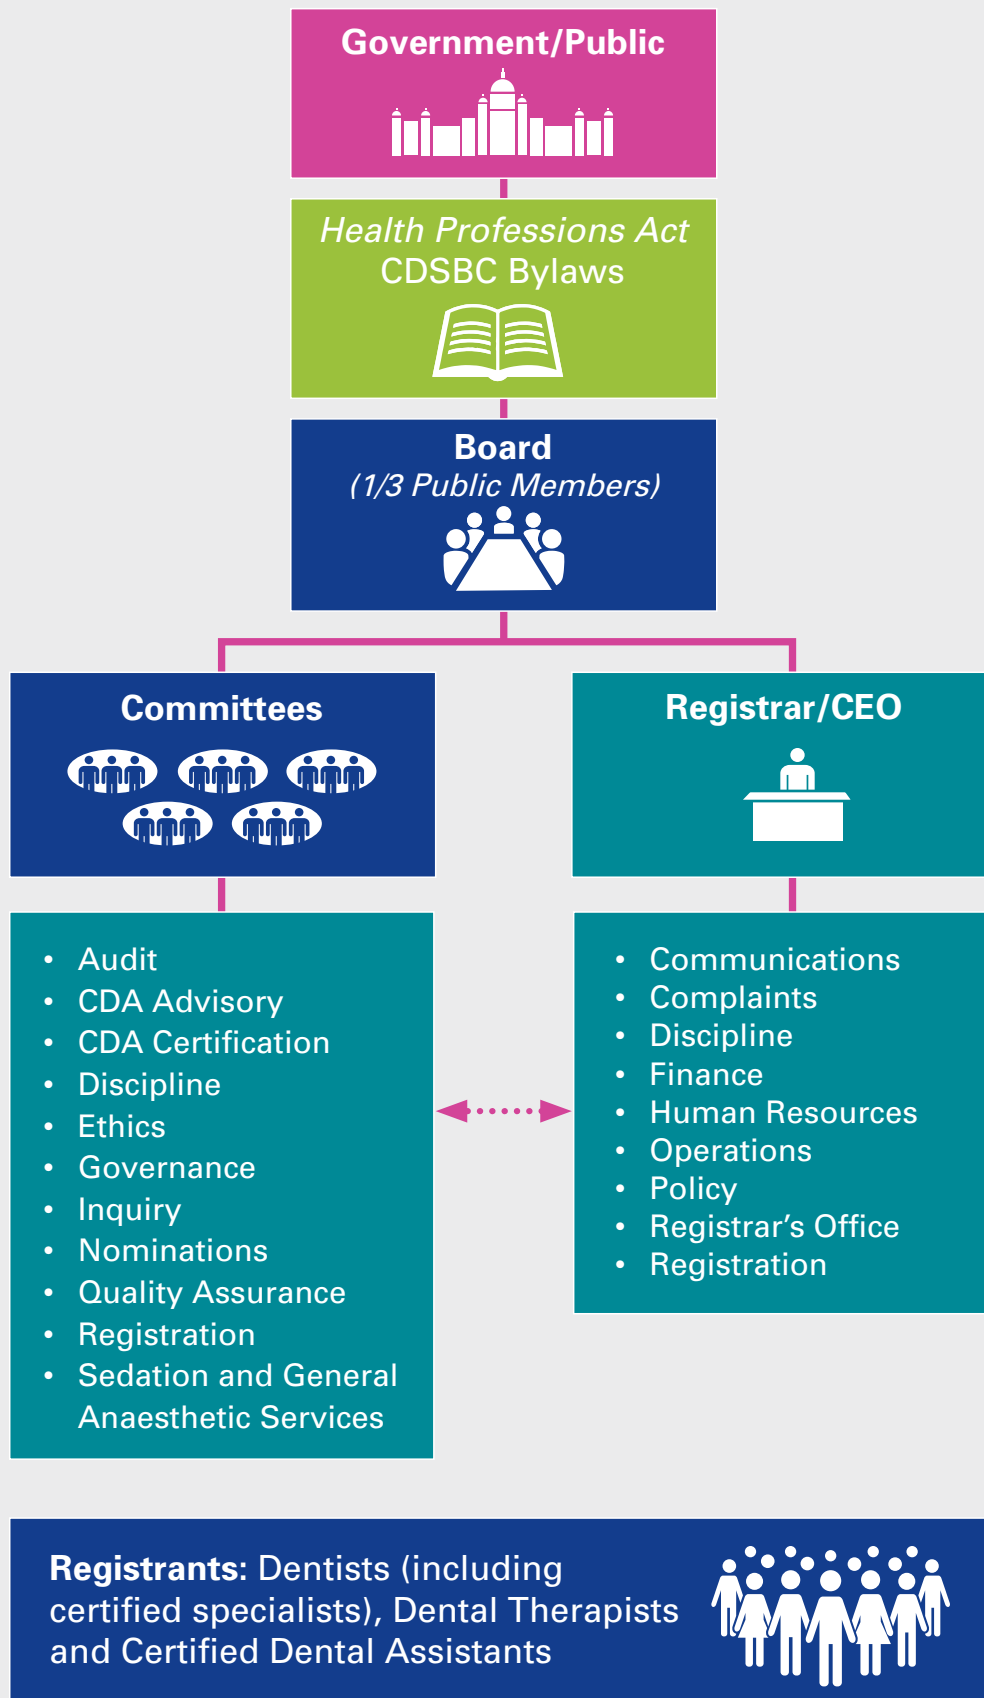 Government/Public
Health Professions Act
CDSBC Bylaws
Board
(1/3 Public Members)
Committees
Registrar/CEO
• Audit
• CDA Advisory
• CDA Certification
• Discipline
• Ethics
• Governance
• Inquiry
• Nominations
• Quality Assurance
• Registration
• Sedation and General
Anaesthetic Services
• Communications
• Complaints
• Discipline
• Finance
• Human Resources
• Operations
• Policy
• Registrar's Office
• Registration
Registrants: Dentists (including
certified specialists), Dental Therapists
and Certified Dental Assistants